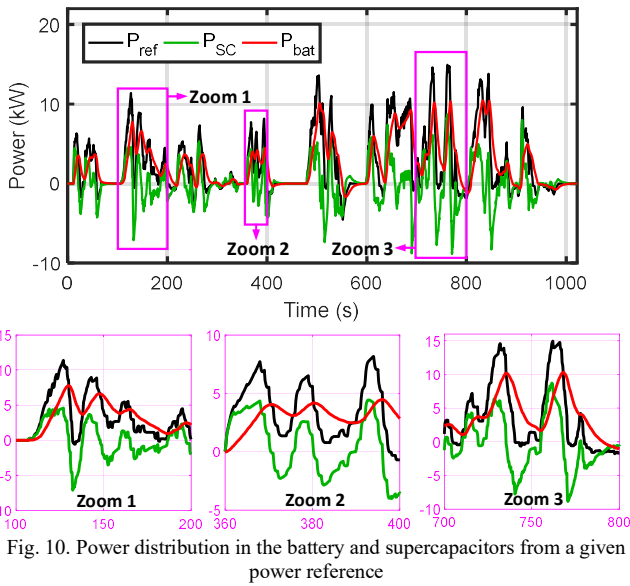 20
10
0
-10
Power (kW)
P_ref P_SC P_bat
Zoom 1
Zoom 2
Zoom 3
0 200 400 600 800 1000
Time (s)
15
10
5
0
-5
-10
100 150 200
Zoom 1
10
5
0
-5
360 380 400
Zoom 2
15
10
5
0
-5
-10
700 750 800
Zoom 3
Fig. 10. Power distribution in the battery and supercapacitors from a given
power reference